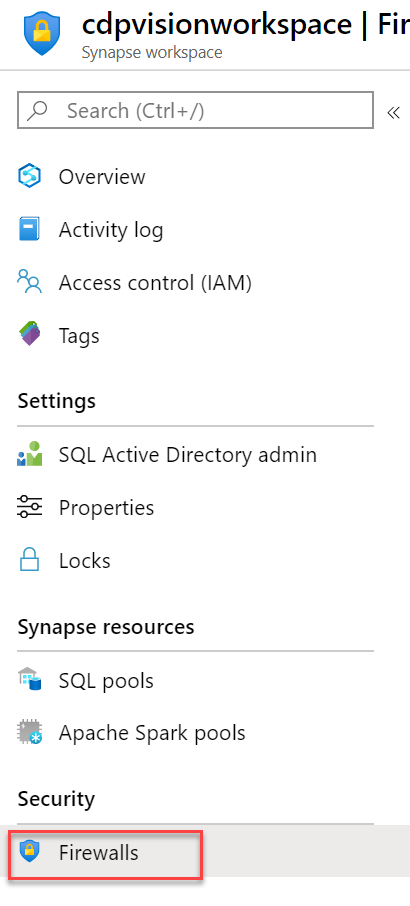 cdpvisionworkspace | Fir
Synapse workspace
Search (Ctrl+/)
«
Overview
Activity log
Access control (IAM)
Tags
Settings
SQL Active Directory admin
Properties
Locks
Synapse resources
SQL pools
Apache Spark pools
Security
Firewalls